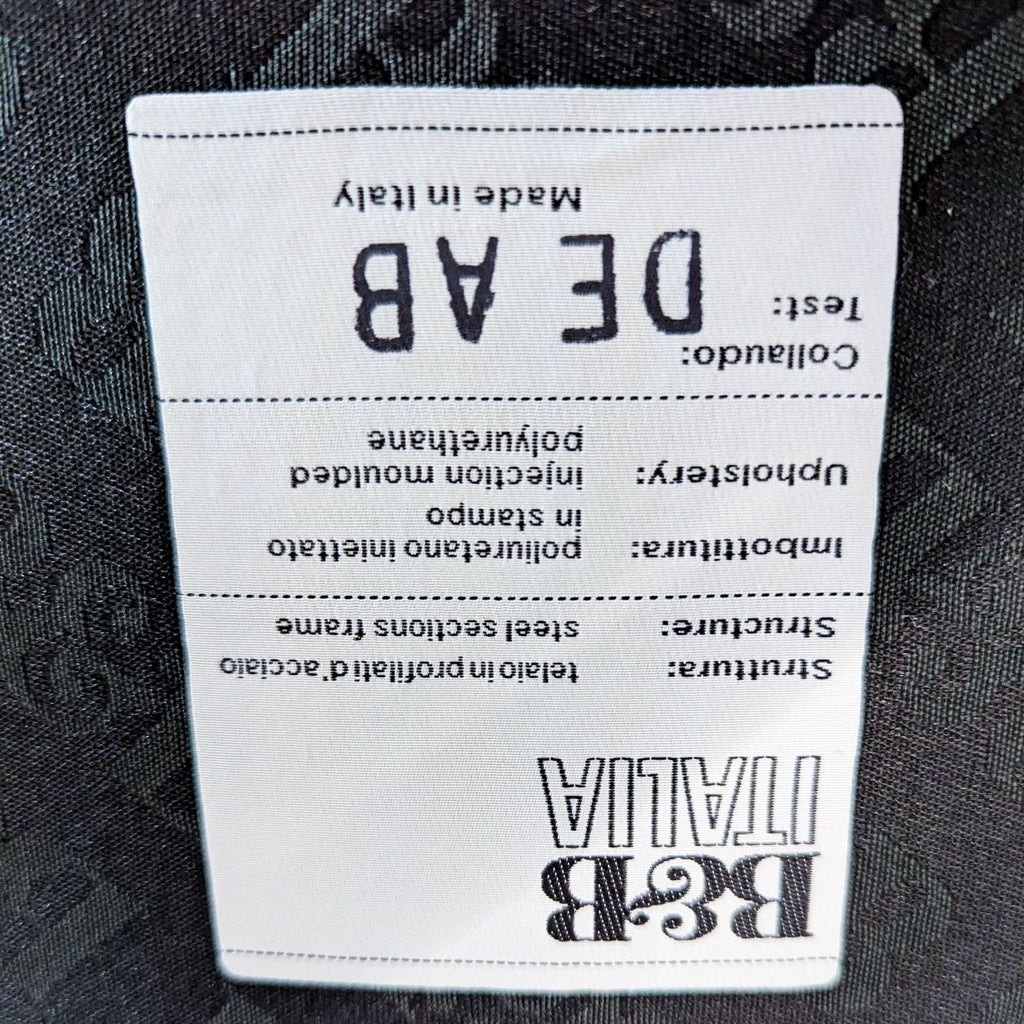 B&B
ITALIA
Struttura: telaio in profilati d'acciaio
Structure: steel sections frame
Imbottitura: poliuretano iniettato
in stampo
Upholstery: injection moulded
polyurethane
Collaudo:
Test: DE AB
Made in Italy